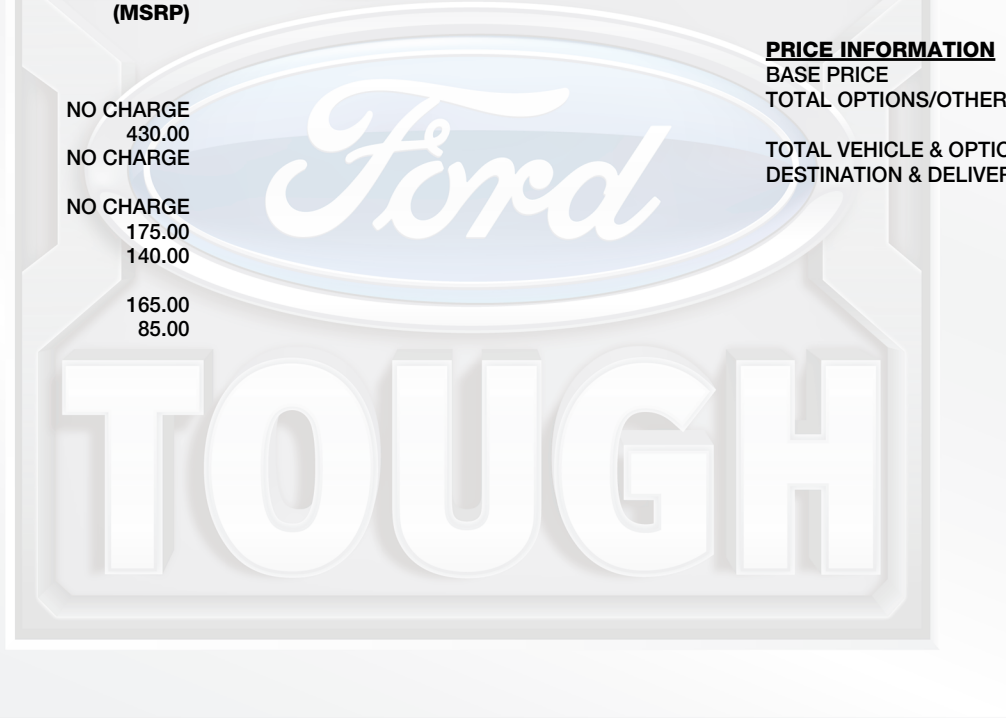 (MSRP)
NO CHARGE
430.00
NO CHARGE
NO CHARGE
175.00
140.00
165.00
85.00
PRICE INFORMATION
BASE PRICE
TOTAL OPTIONS/OTHER
TOTAL VEHICLE & OPTIO
DESTINATION & DELIVER
Ford
TOUGH